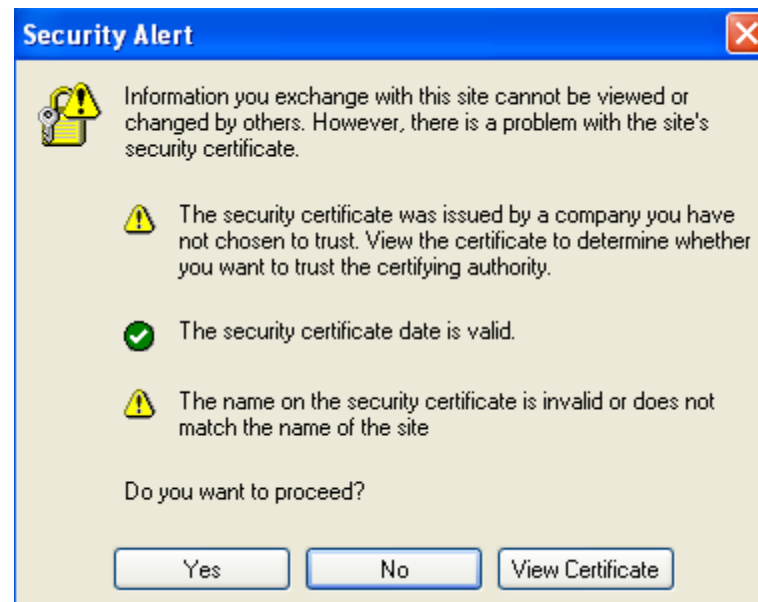 Security Alert
Information you exchange with this site cannot be viewed or
changed by others. However, there is a problem with the site's
security certificate.
The security certificate was issued by a company you have
not chosen to trust. View the certificate to determine whether
you want to trust the certifying authority.
The security certificate date is valid.
The name on the security certificate is invalid or does not
match the name of the site
Do you want to proceed?
Yes No View Certificate